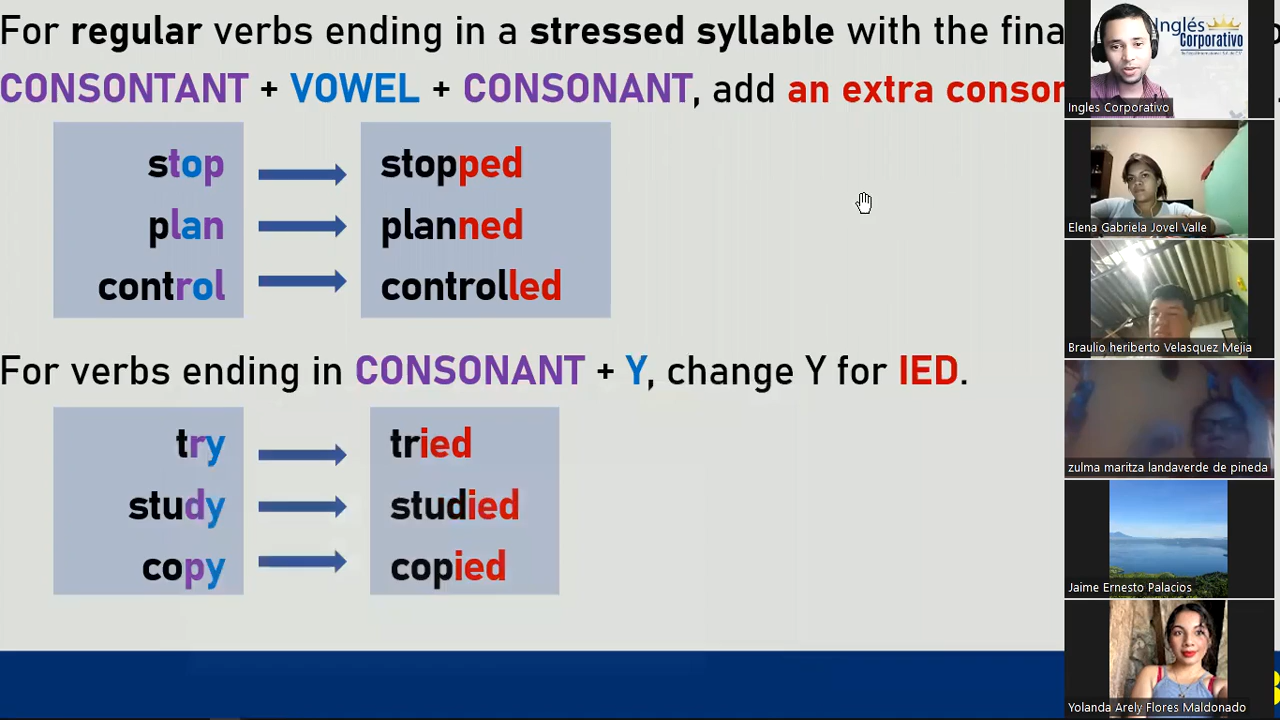 For regular verbs ending in a stressed syllable with the
CONSONTANT + VOWEL + CONSONANT, add an extra
stop
stopped
plan
planned
control
controlled
For verbs ending in CONSONANT + Y, change Y for IED.
try
tried
study
studied
copy
copied
Inglés
Corporativo
Ingles Corporativo
Elena Gabriela Jovel Valle
Braulio heriberto Velasquez Mejia
zulma maritza landaverde de pineda
Jaime Ernesto Palacios
Yolanda Arely Flores Maldonado